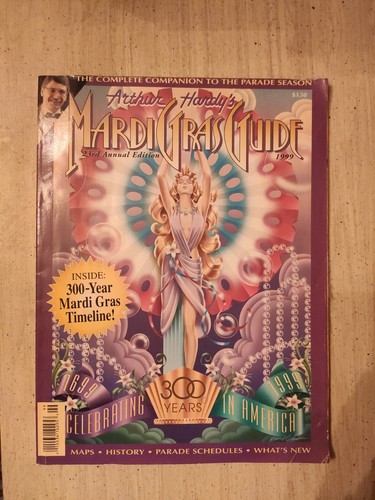 THE COMPLETE COMPANION TO THE PARADE SEASON
Arthur Hardy's
$3.50
MARDI GRAS GUIDE
23rd Annual Edition
1999
INSIDE:
300-Year
Mardi Gras
Timeline!
1699
1999
300
YEARS
CELEBRATING
IN AMERICA
MAPS • HISTORY • PARADE SCHEDULES • WHAT'S NEW